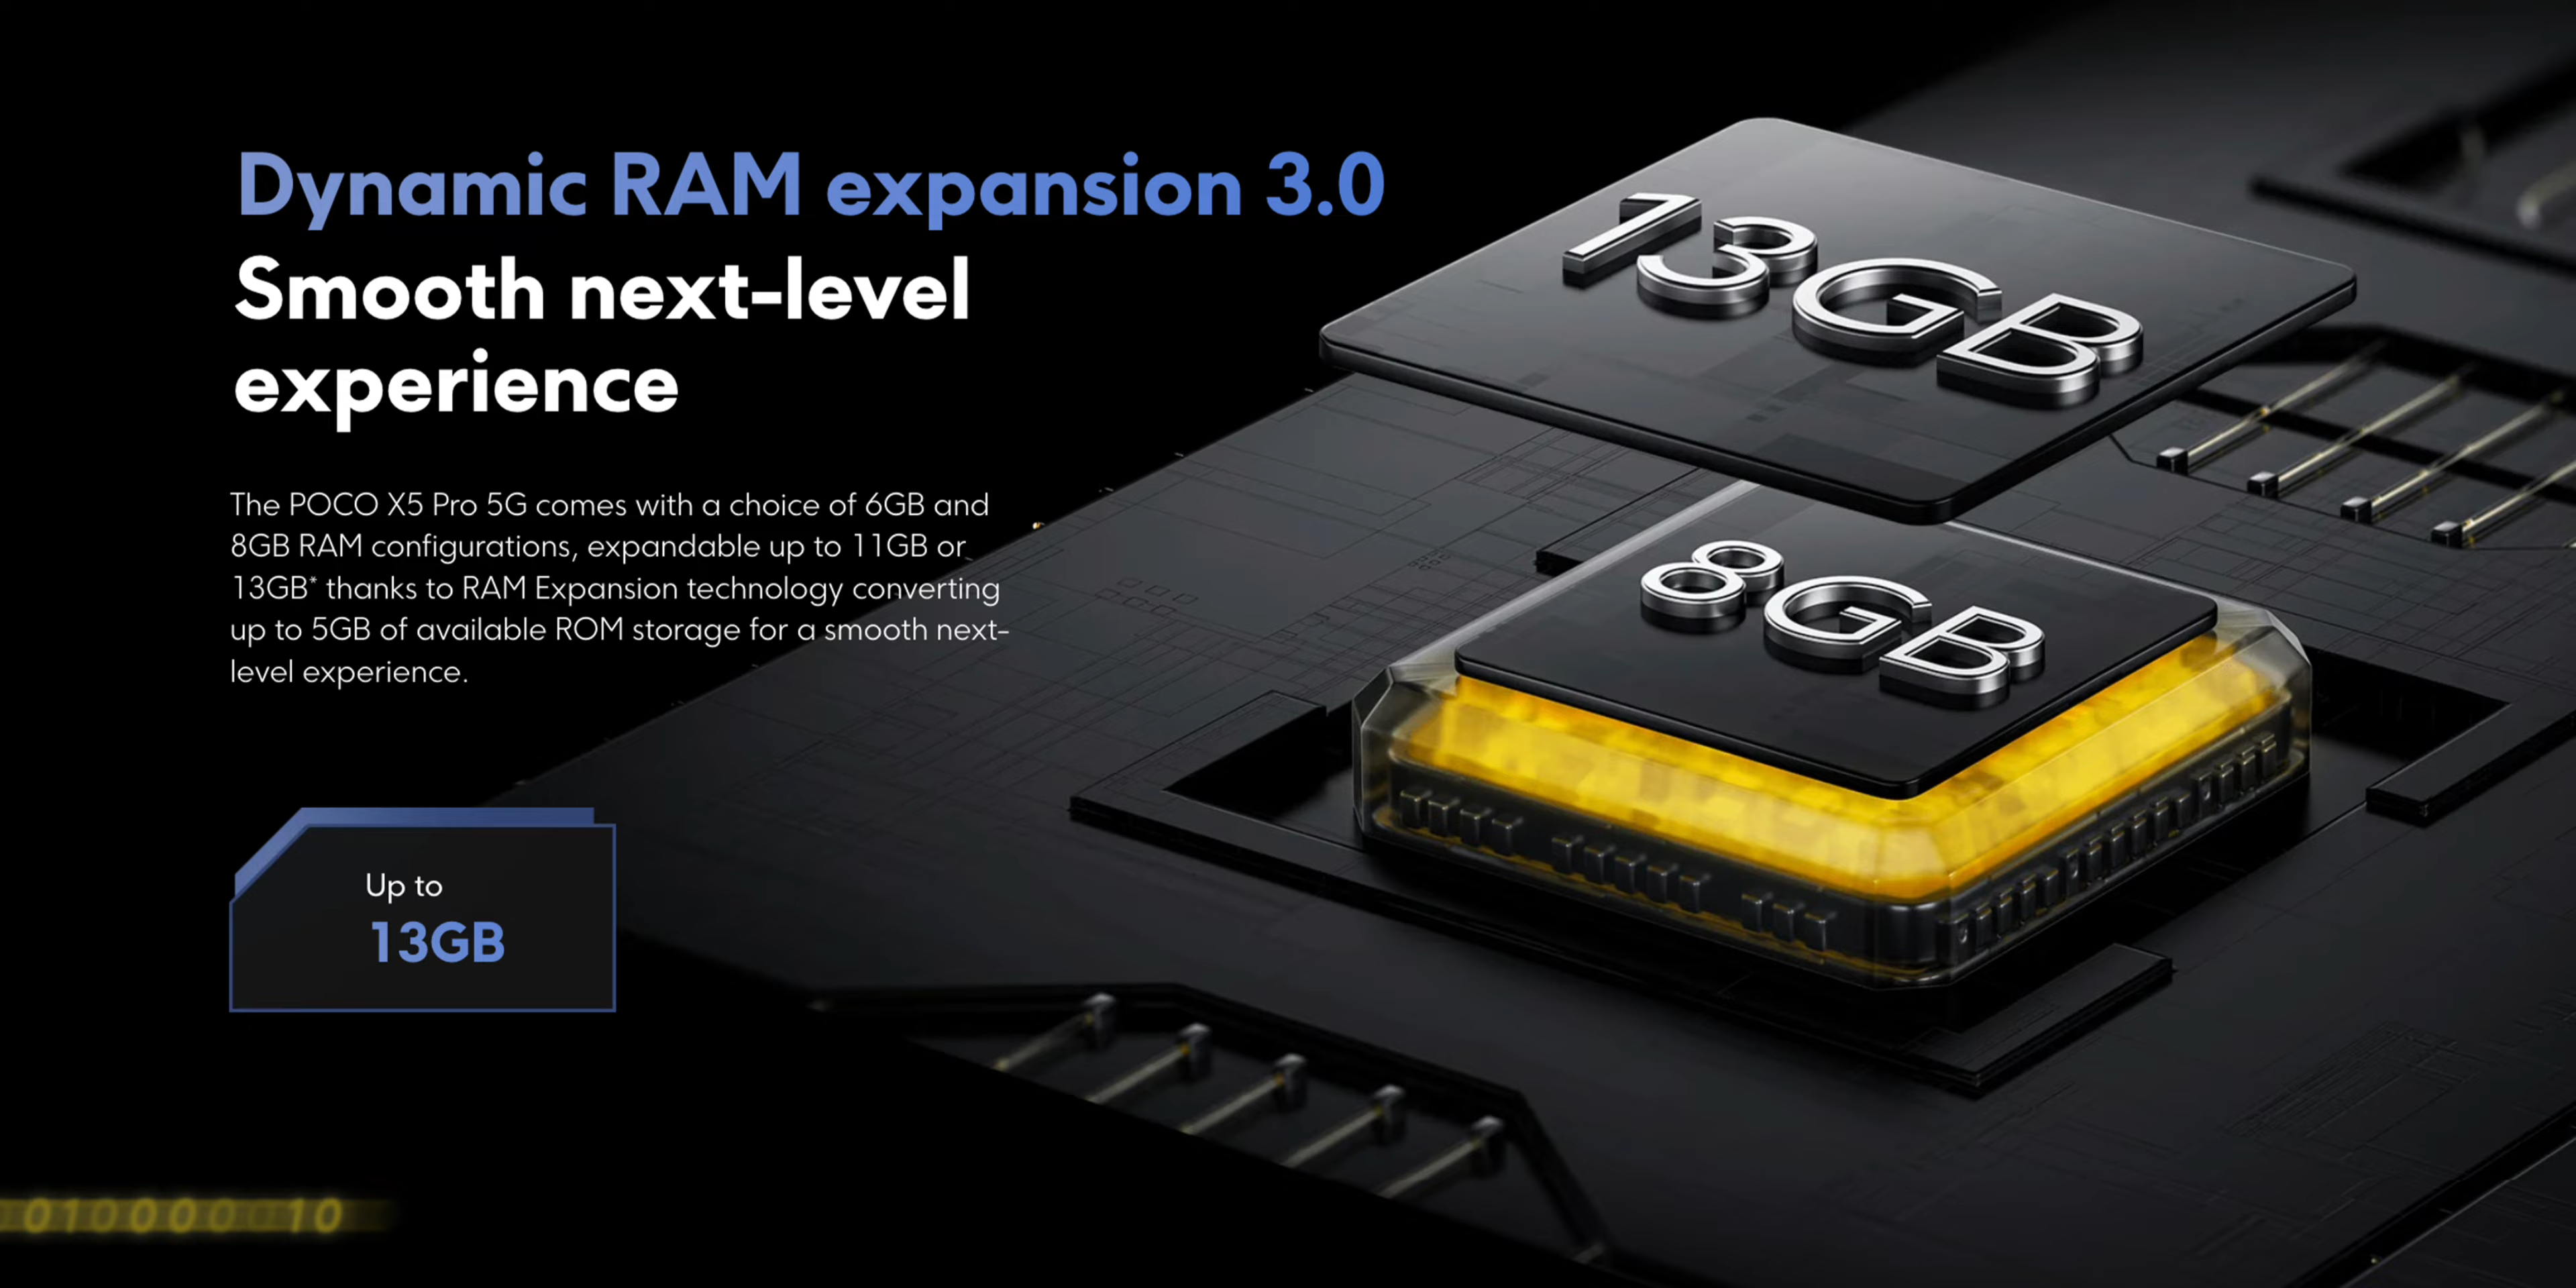 Dynamic RAM expansion 3.0
Smooth next-level
experience
The POCO X5 Pro 5G comes with a choice of 6GB and
8GB RAM configurations, expandable up to 11GB or
13GB* thanks to RAM Expansion technology converting
up to 5GB of available ROM storage for a smooth next-
level experience.
Up to
13GB
13GB
8GB
010000 10